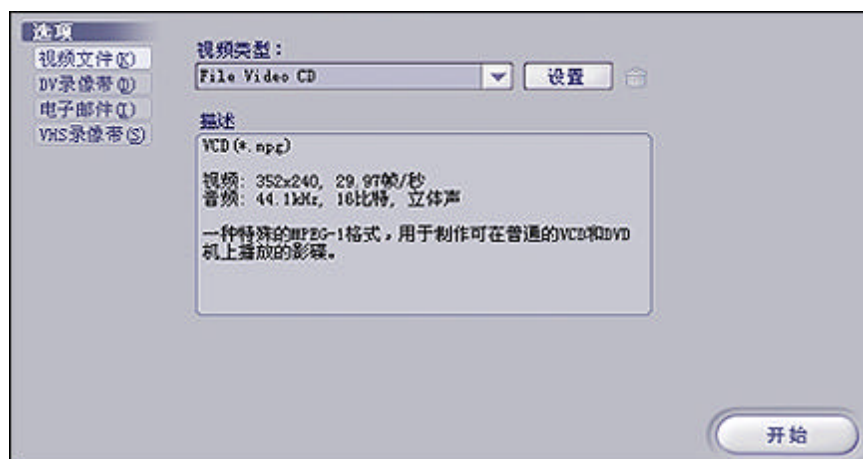 选项
视频文件(K)
DV录像带(D)
电子邮件(I)
VHS录像带(S)
视频类型：
File Video CD
设置
描述
VCD(*.mpg)
视频: 352x240, 29.97帧/秒
音频: 44.1kHz, 16比特, 立体声
一种特殊的MPEG-1格式，用于制作可在普通的VCD和DVD
机上播放的影碟。
开始